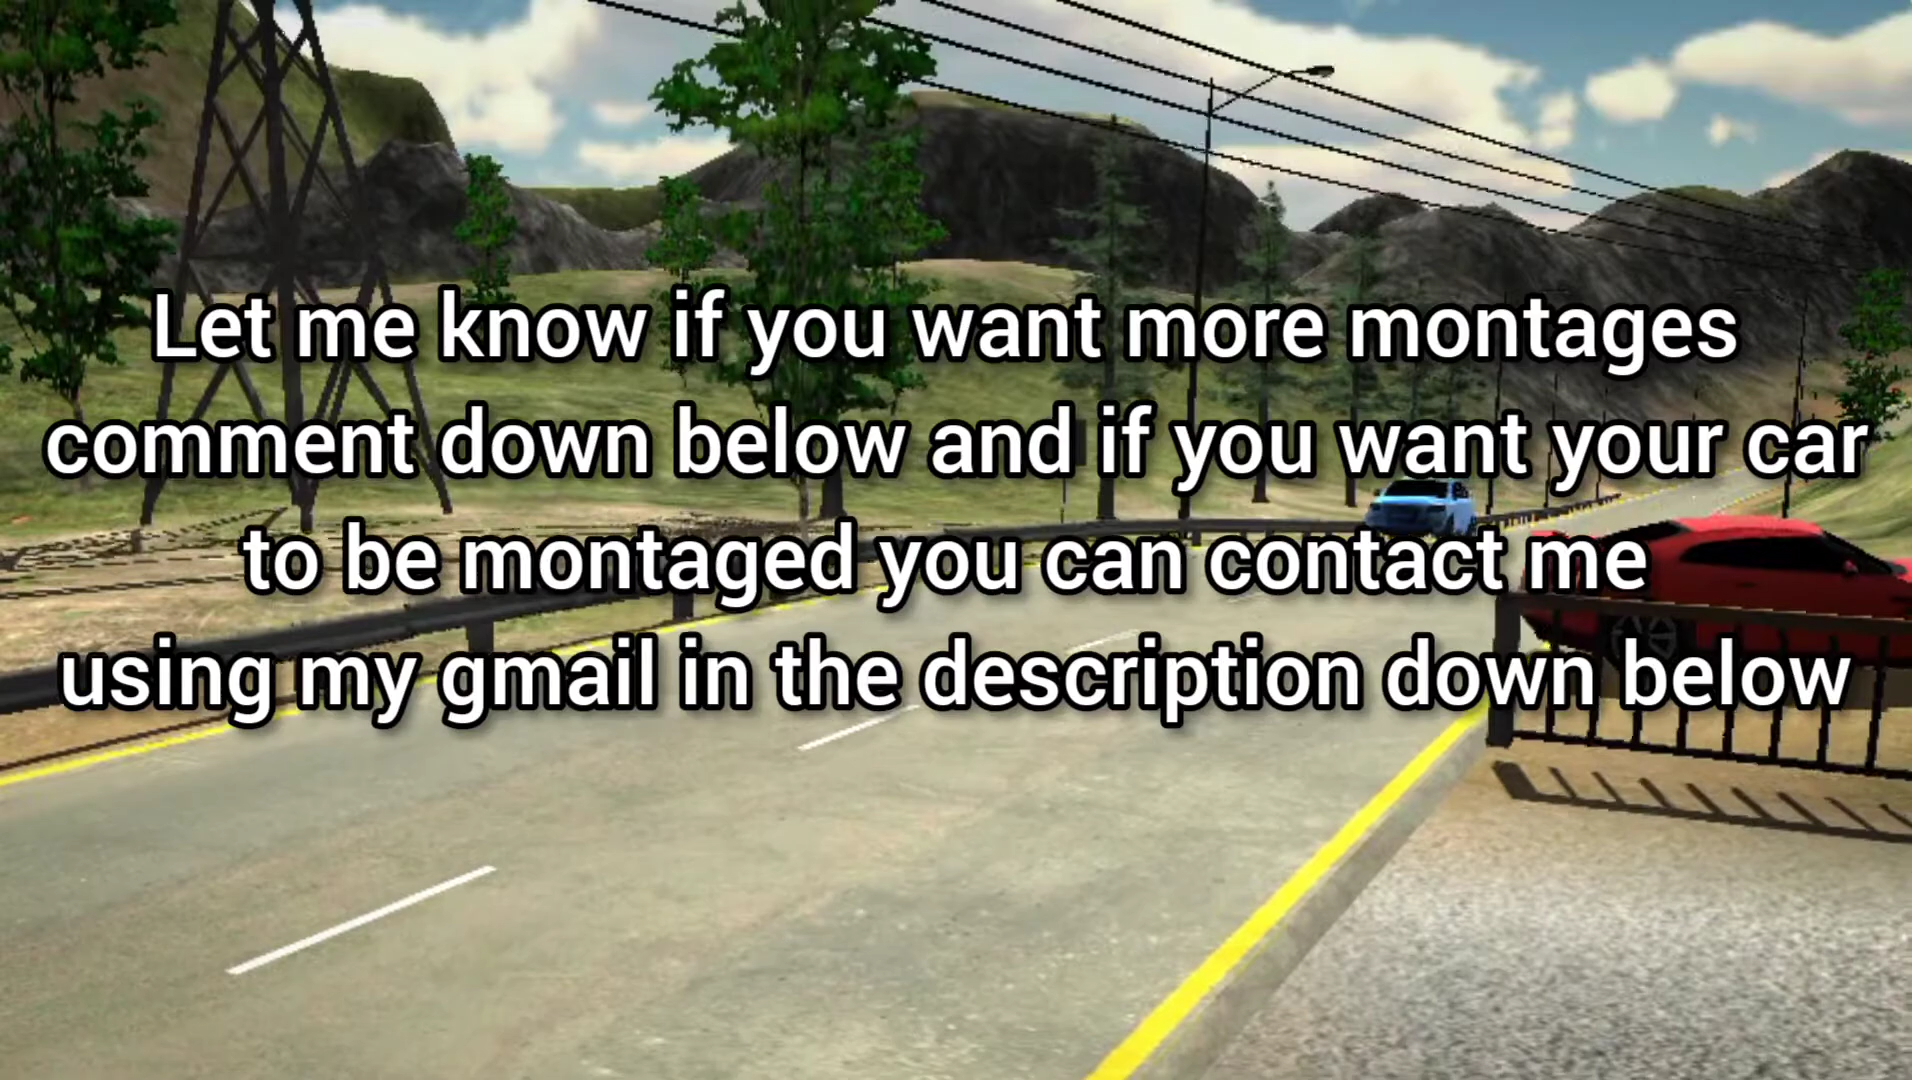 Let me know if you want more montages
comment down below and if you want your car
to be montaged you can contact me
using my gmail in the description down below